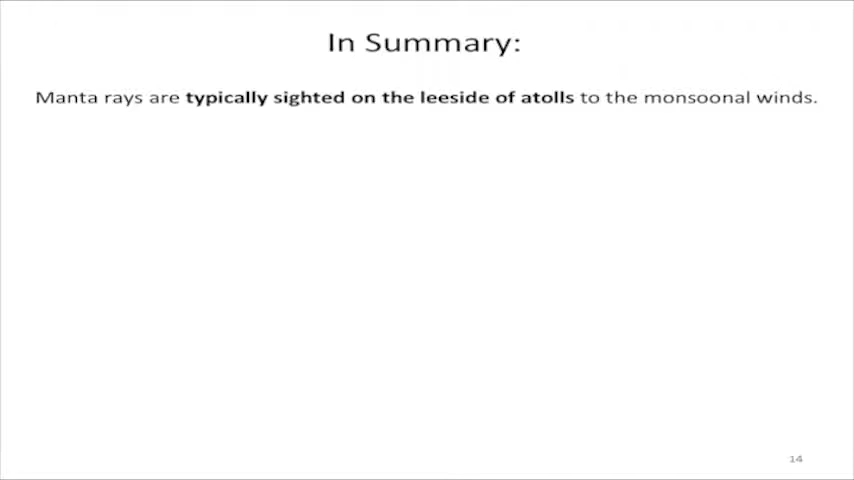 In Summary:
Manta rays are typically sighted on the leeside of atolls to the monsoonal winds.
14